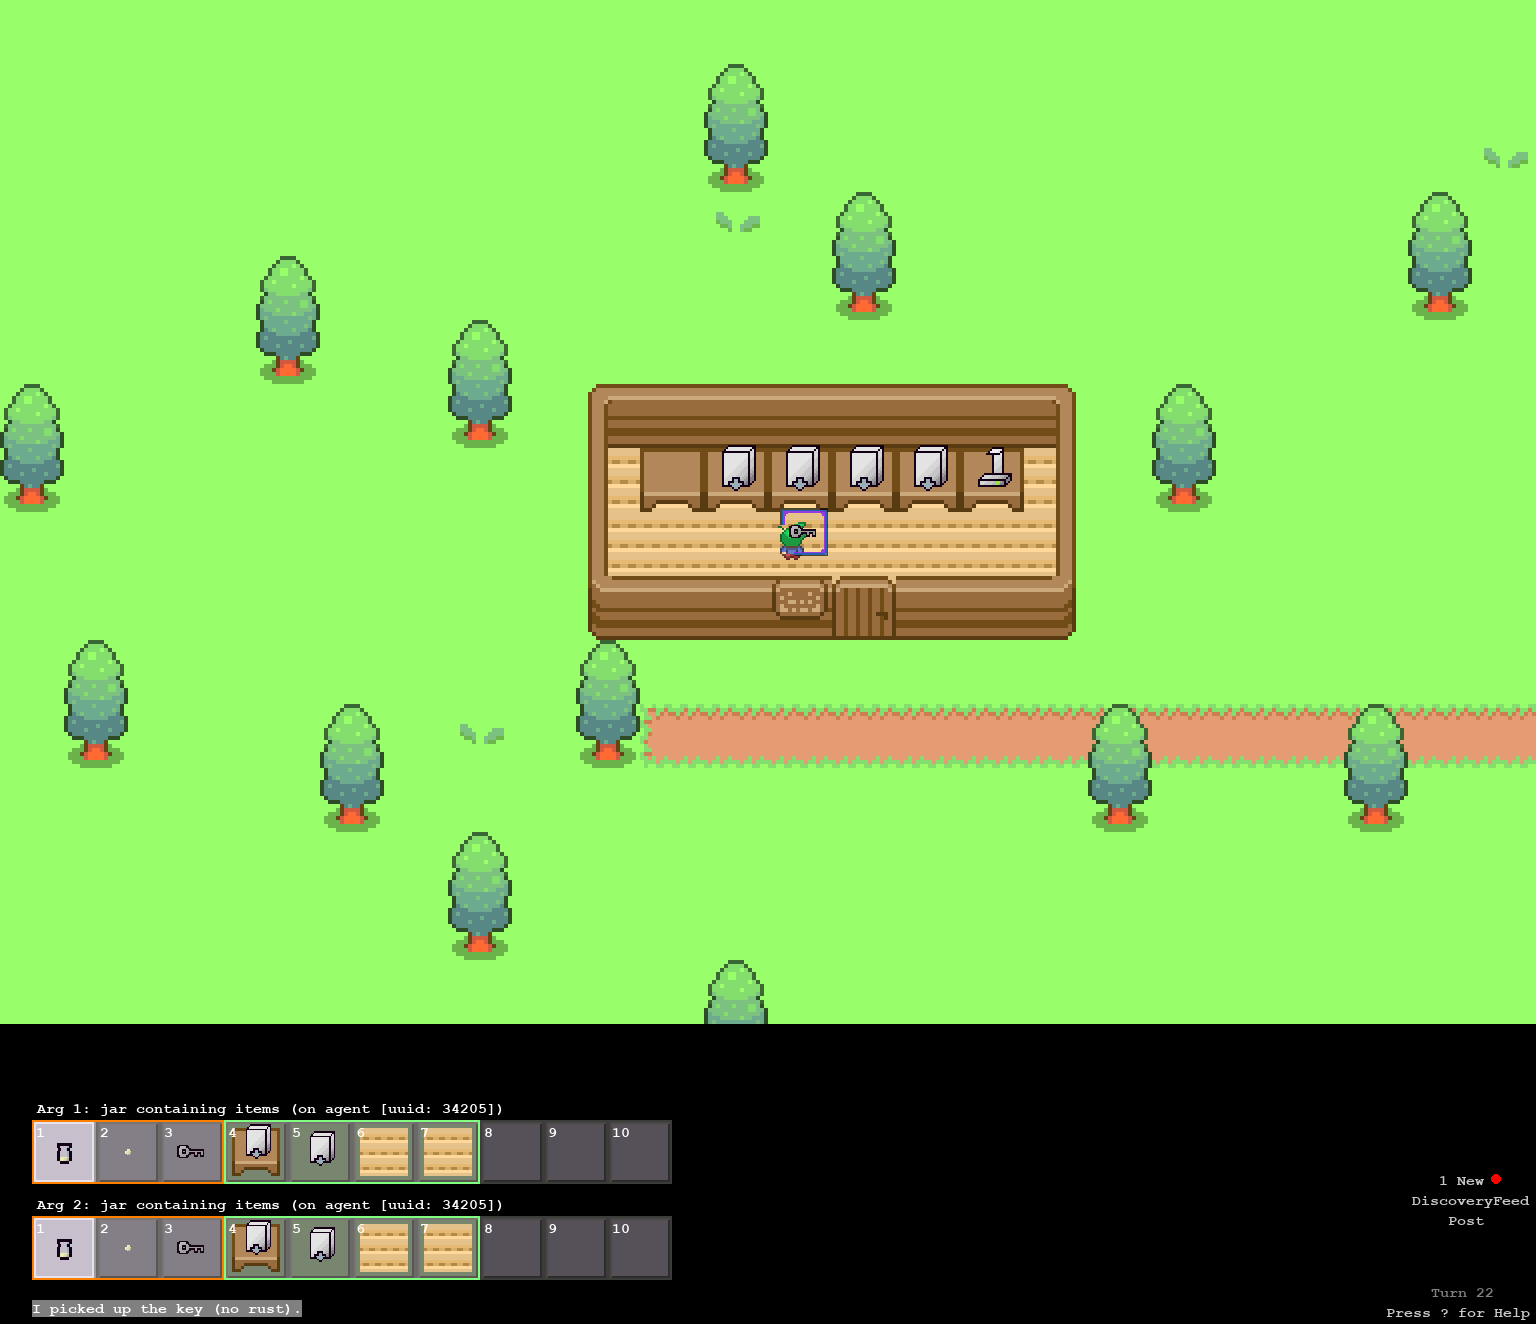 Arg 1: jar containing items (on agent [uuid: 34205])
1 2 3 4 5 6 7 8 9 10
Arg 2: jar containing items (on agent [uuid: 34205])
1 2 3 4 5 6 7 8 9 10
I picked up the key (no rust).
1 New
DiscoveryFeed
Post
Turn 22
Press ? for Help